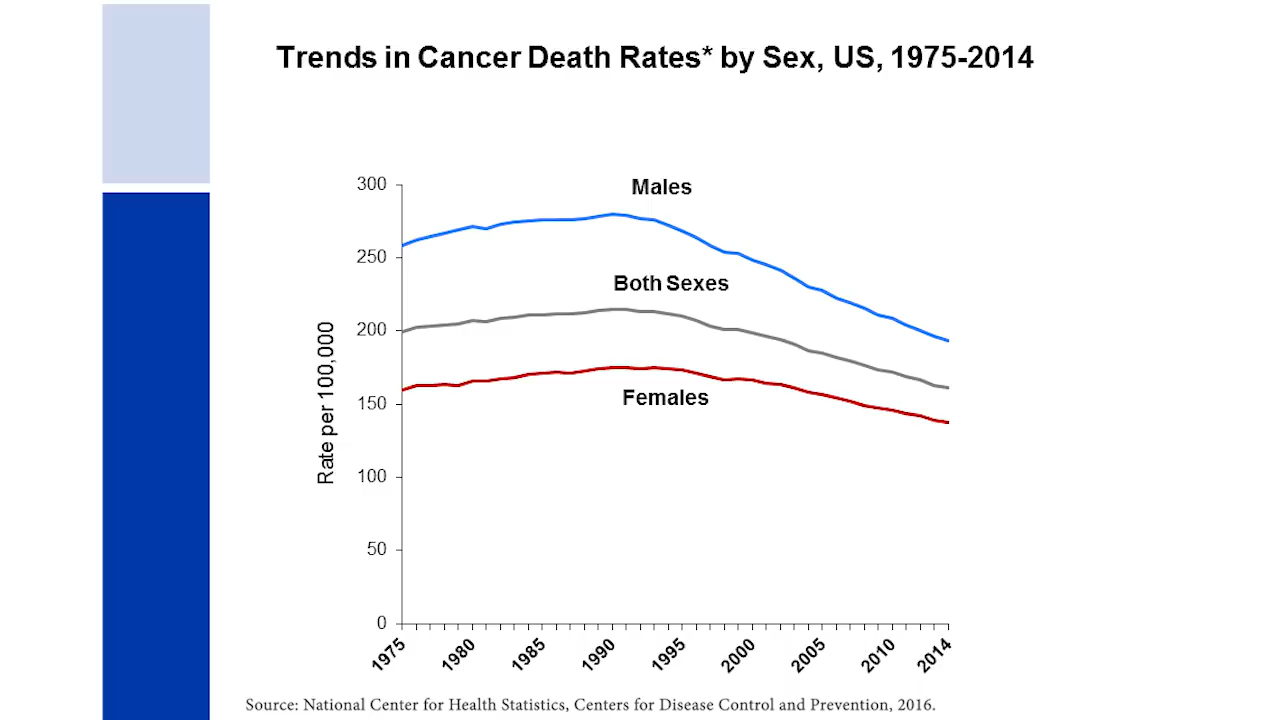 Trends in Cancer Death Rates* by Sex, US, 1975-2014
300
250
200
150
100
50
0
Rate per 100,000
Males
Both Sexes
Females
1975
1980
1985
1990
1995
2000
2005
2010
2014
Source: National Center for Health Statistics, Centers for Disease Control and Prevention, 2016.